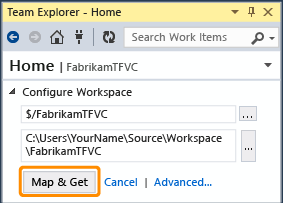 Team Explorer - Home
Search Work Items
Home | FabrikamTFVC
Configure Workspace
$/FabrikamTFVC
...
C:\Users\YourName\Source\Workspace
\FabrikamTFVC
...
Map & Get Cancel | Advanced...